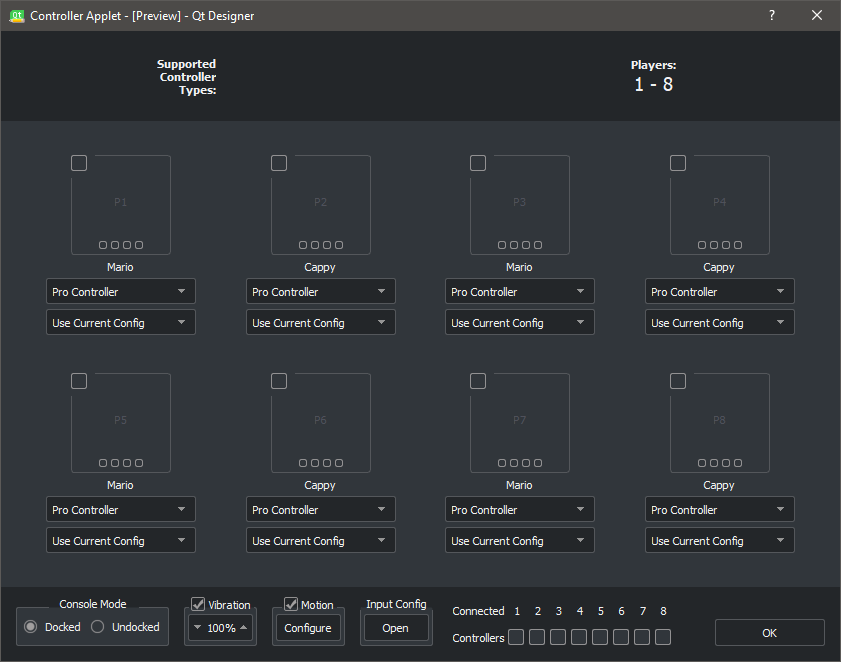 Qt Controller Applet - [Preview] - Qt Designer ?
Supported
Controller
Types:
Players:
1 - 8
P1 P2 P3 P4
Mario Cappy Mario Cappy
Pro Controller Pro Controller Pro Controller Pro Controller
Use Current Config Use Current Config Use Current Config Use Current Config
P5 P6 P7 P8
Mario Cappy Mario Cappy
Pro Controller Pro Controller Pro Controller Pro Controller
Use Current Config Use Current Config Use Current Config Use Current Config
Console Mode Vibration Motion Input Config
Docked Undocked 100% Configure Open
Connected 1 2 3 4 5 6 7 8
Controllers
OK